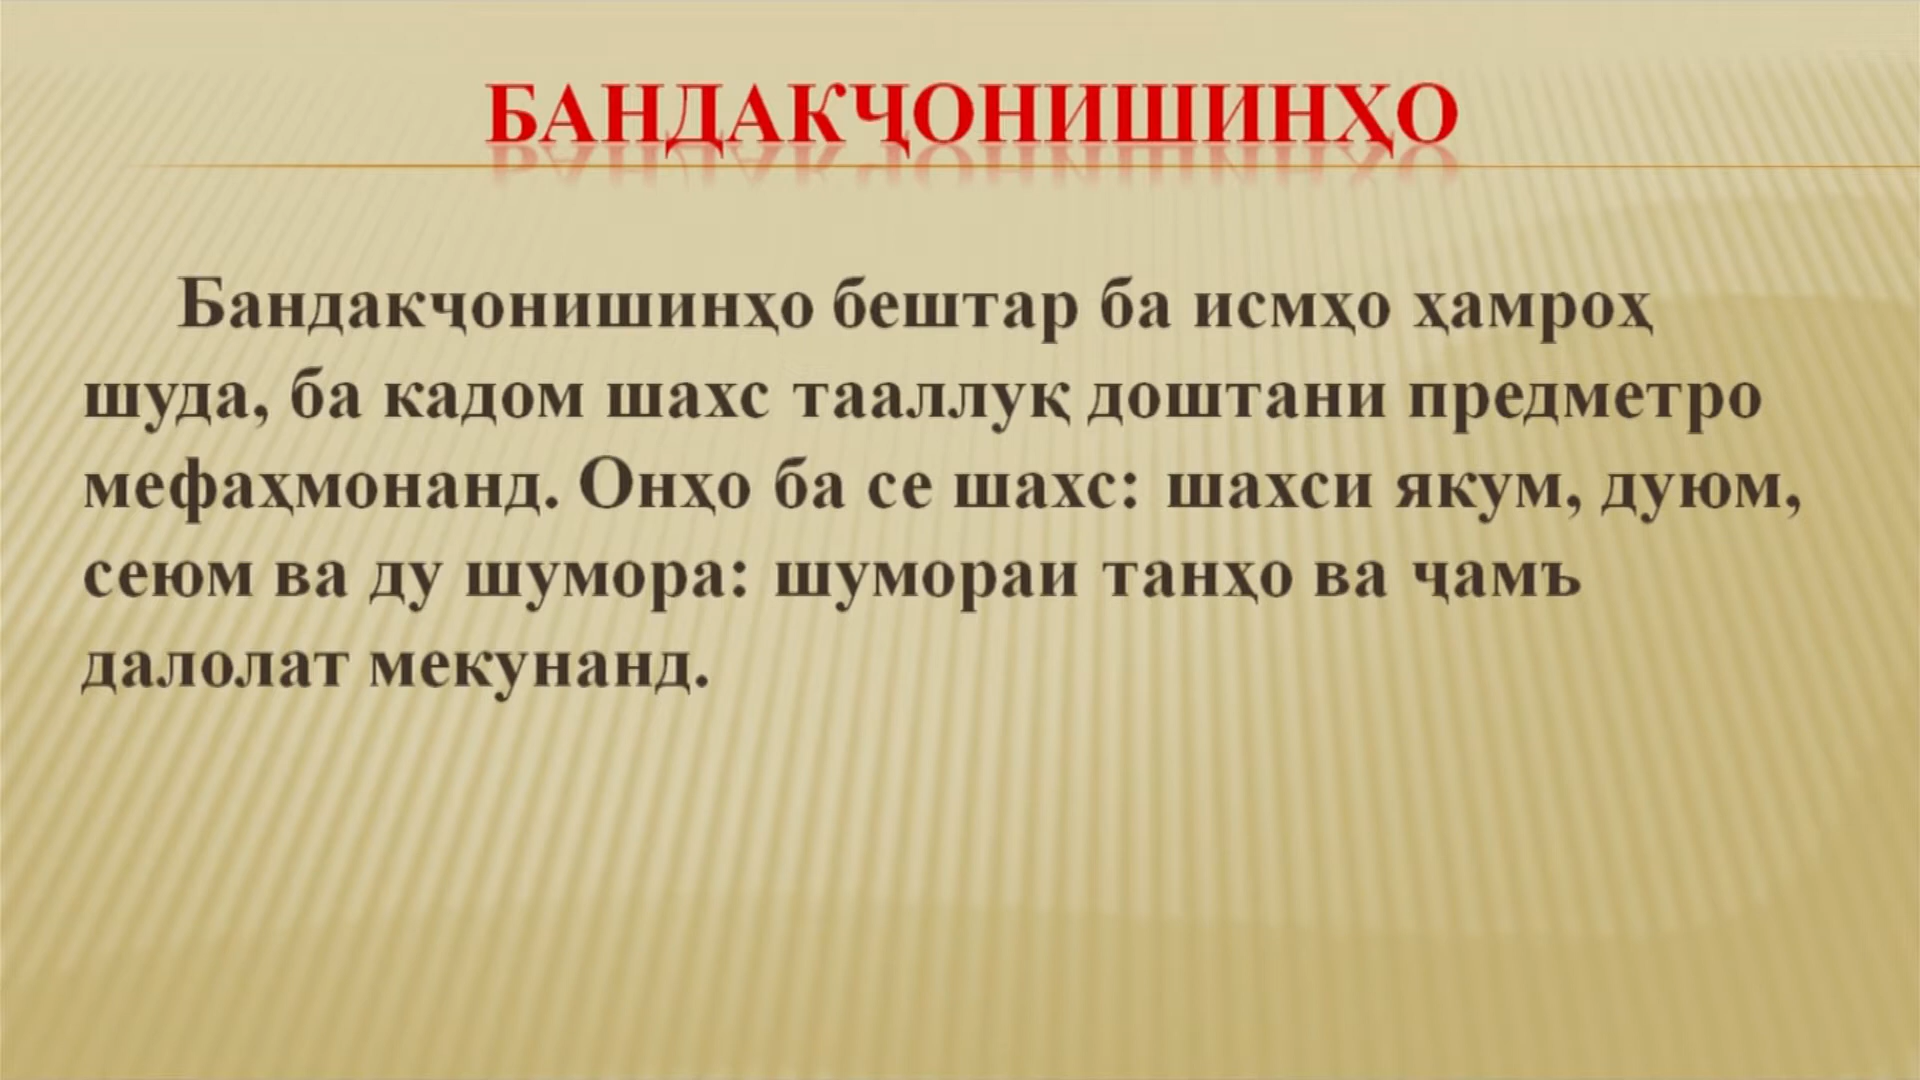 БАНДАКҶОНИШИНҲО
Бандакҷонишинҳо бештар ба исмҳо ҳамроҳ
шуда, ба кадом шахс тааллуқ доштани предметро
мефаҳмонанд. Онҳо ба се шахс: шахси якум, дуюм,
сеюм ва ду шумора: шумораи танҳо ва ҷамъ
далолат мекунанд.